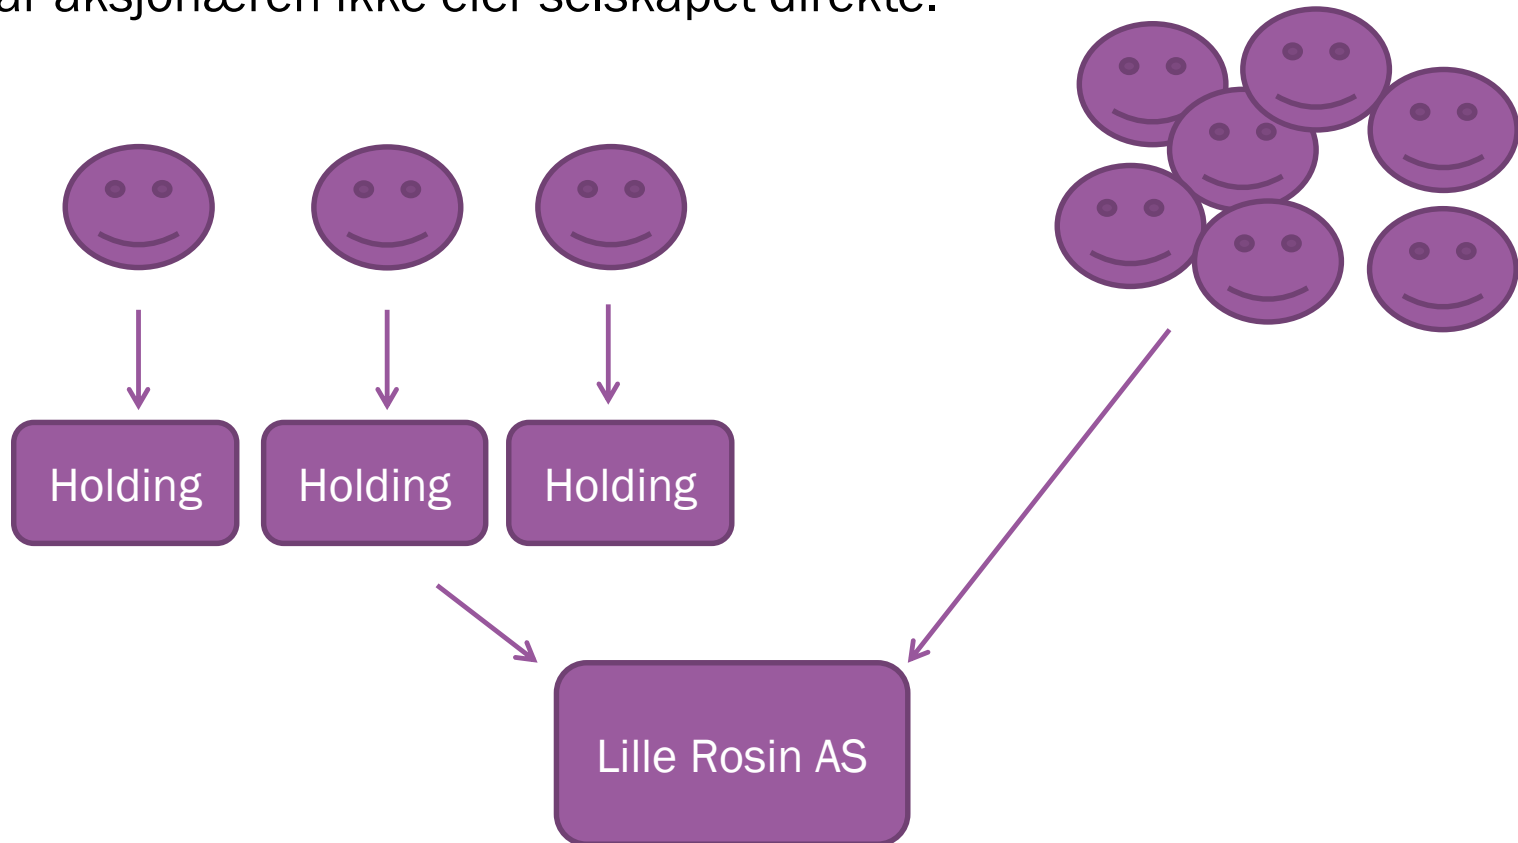 aksjonæren ikke eier selskapet direkte.
Holding Holding Holding
Lille Rosin AS